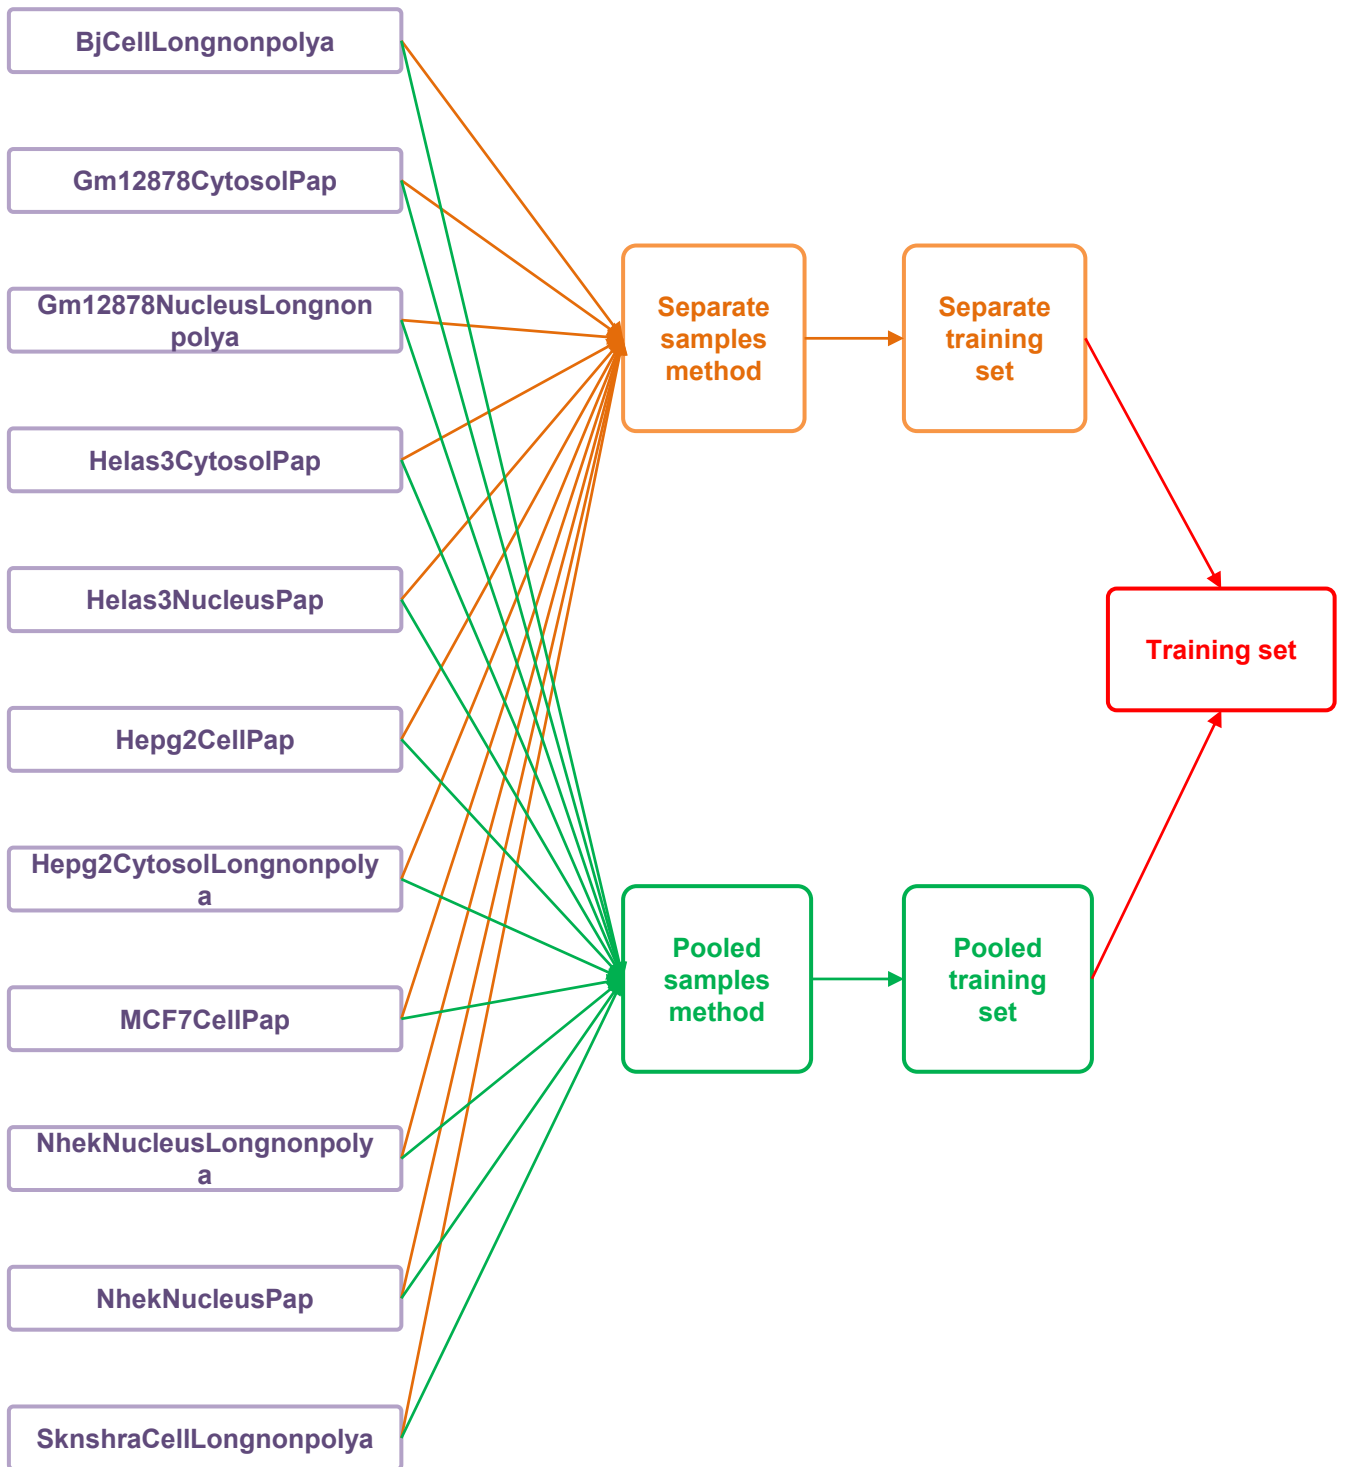 BjCellLongnonpolya
Gm12878CytosolPap
Gm12878NucleusLongnon
polya
Helas3CytosolPap
Helas3NucleusPap
Hepg2CellPap
Hepg2CytosolLongnonpoly
a
MCF7CellPap
NhekNucleusLongnonpoly
a
NhekNucleusPap
SknshraCellLongnonpolya
Separate
samples
method
Separate
training
set
Pooled
samples
method
Pooled
training
set
Training set